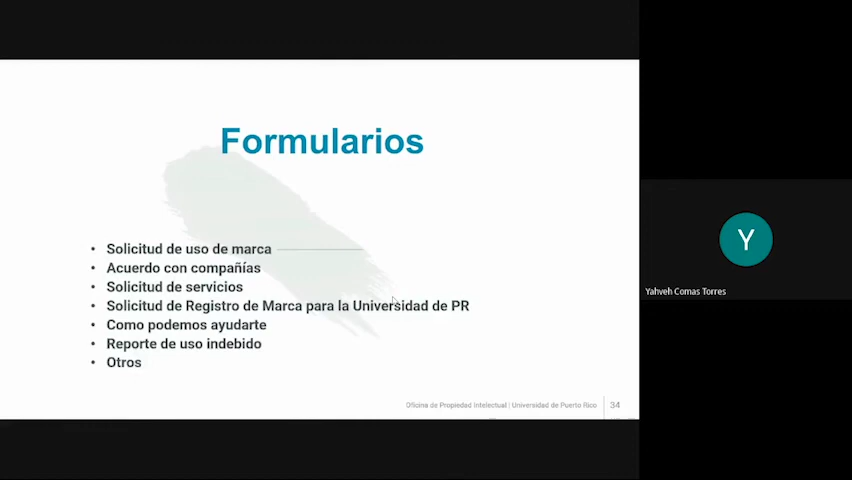 Formularios
• Solicitud de uso de marca
• Acuerdo con compañías
• Solicitud de servicios
• Solicitud de Registro de Marca para la Universidad de PR
• Como podemos ayudarte
• Reporte de uso indebido
• Otros
Oficina de Propiedad Intelectual | Universidad de Puerto Rico 34
Y
Yahveh Comas Torres